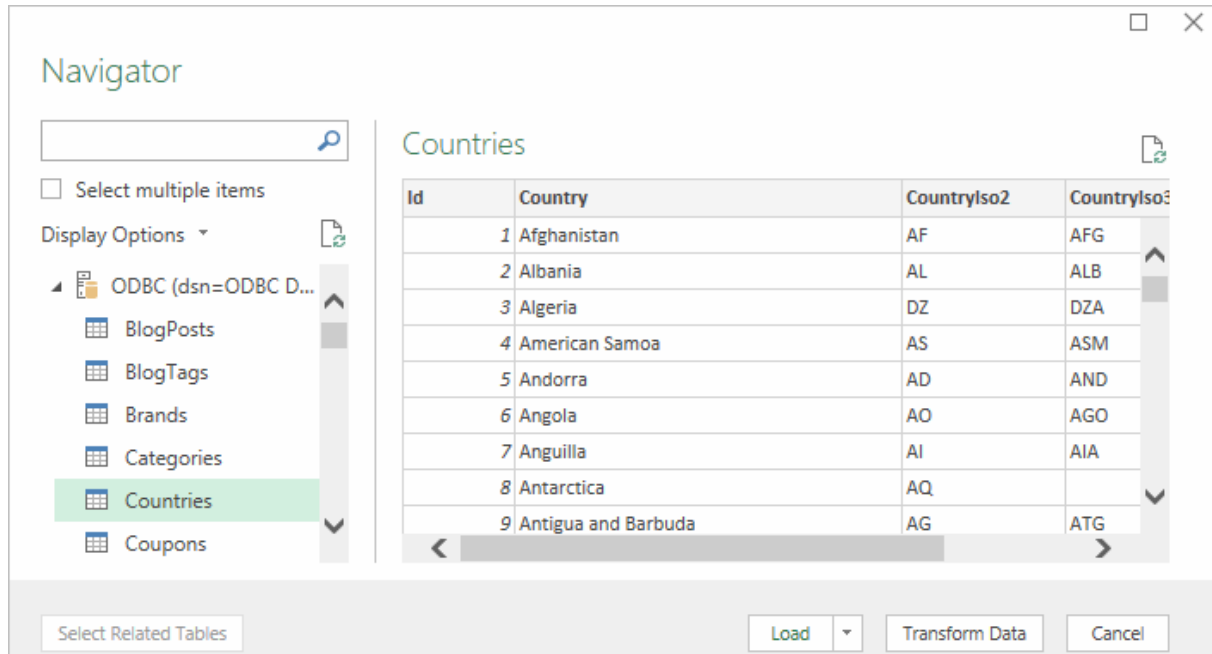 Navigator
Select multiple items
Display Options
ODBC (dsn=ODBC D...
BlogPosts
BlogTags
Brands
Categories
Countries
Coupons
Countries
Id Country CountryIso2 CountryIso3
1 Afghanistan AF AFG
2 Albania AL ALB
3 Algeria DZ DZA
4 American Samoa AS ASM
5 Andorra AD AND
6 Angola AO AGO
7 Anguilla AI AIA
8 Antarctica AQ
9 Antigua and Barbuda AG ATG
Select Related Tables
Load
Transform Data
Cancel